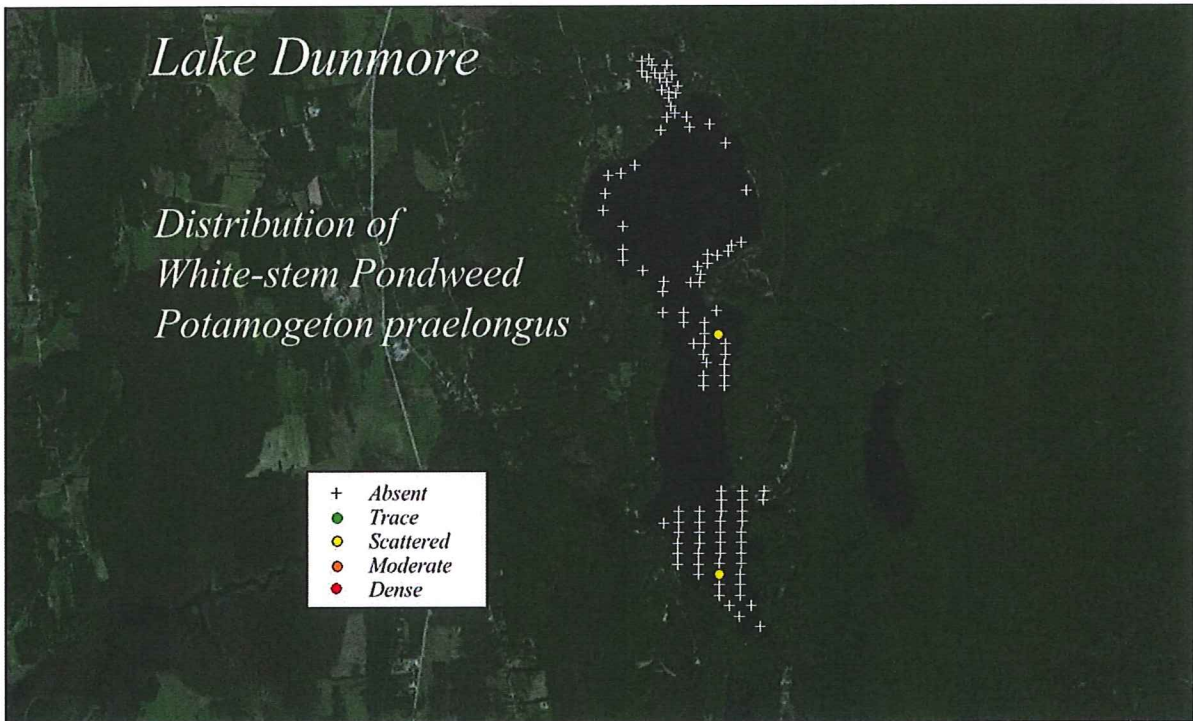 Lake Dunmore
Distribution of
White-stem Pondweed
Potamogeton praelongus
Absent
Trace
Scattered
Moderate
Dense